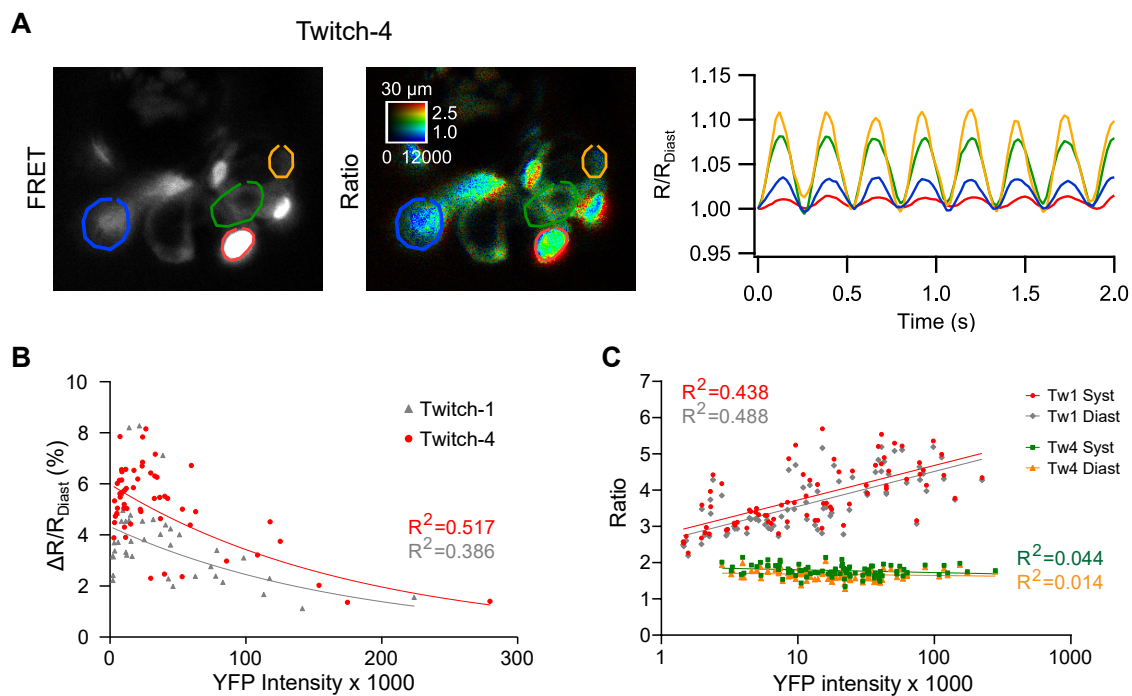 A
Twitch-4
FRET
Ratio
30 µm
2.5
1.0
0 12000
R/R_Diast
1.15
1.10
1.05
1.00
0.95
0.0 0.5 1.0 1.5 2.0
Time (s)
B
ΔR/R_Diast (%)
10
8
6
4
2
0
0 100 200 300
YFP Intensity x 1000
Twitch-1
Twitch-4
R²=0.517
R²=0.386
C
Ratio
7
6
5
4
3
2
1
0
1 10 100 1000
YFP intensity x 1000
R²=0.438
R²=0.488
Tw1 Syst
Tw1 Diast
Tw4 Syst
Tw4 Diast
R²=0.044
R²=0.014